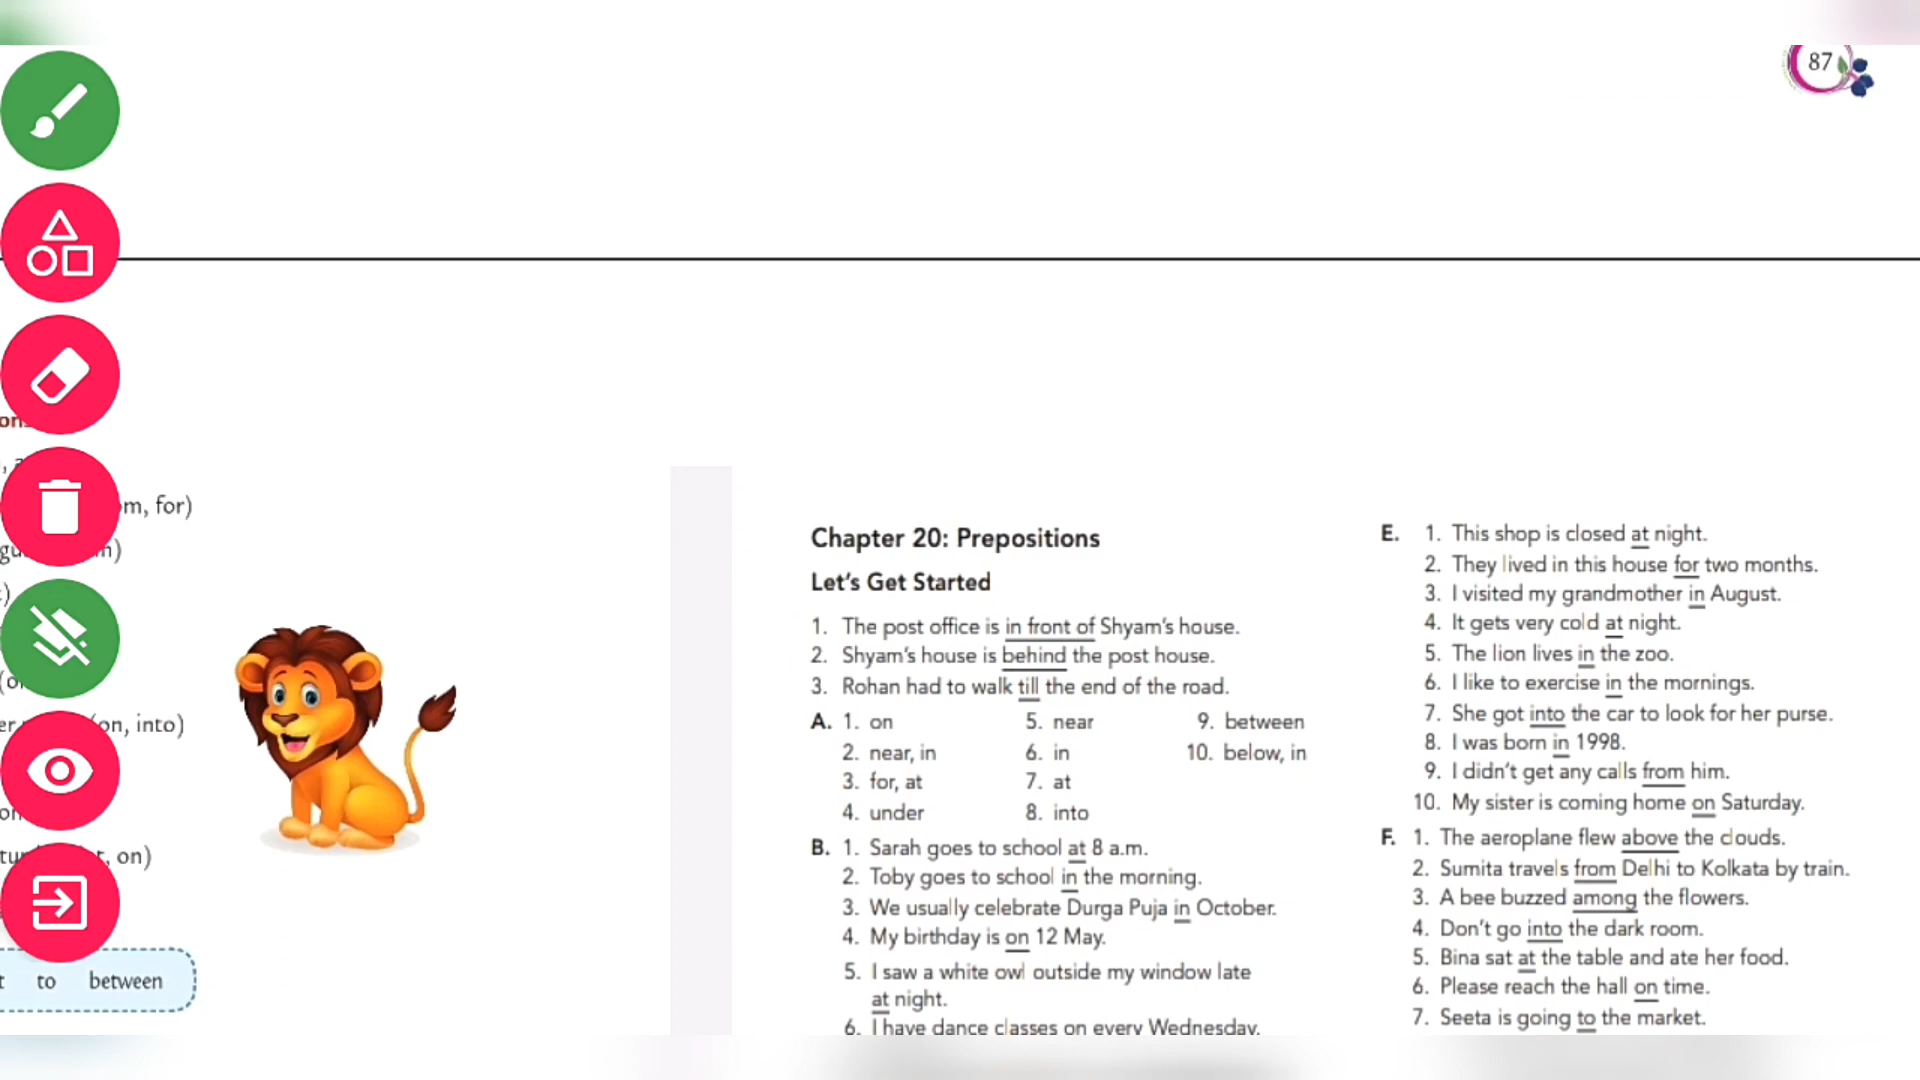 87
for)
on, into)
on)
to between
Chapter 20: Prepositions
Let's Get Started
1. The post office is in front of Shyam's house.
2. Shyam's house is behind the post house.
3. Rohan had to walk till the end of the road.
A. 1. on 5. near 9. between
2. near, in 6. in 10. below, in
3. for, at 7. at
4. under 8. into
B. 1. Sarah goes to school at 8 a.m.
2. Toby goes to school in the morning.
3. We usually celebrate Durga Puja in October.
4. My birthday is on 12 May.
5. I saw a white owl outside my window late
at night.
6. I have dance classes on every Wednesday.
E. 1. This shop is closed at night.
2. They lived in this house for two months.
3. I visited my grandmother in August.
4. It gets very cold at night.
5. The lion lives in the zoo.
6. I like to exercise in the mornings.
7. She got into the car to look for her purse.
8. I was born in 1998.
9. I didn't get any calls from him.
10. My sister is coming home on Saturday.
F. 1. The aeroplane flew above the clouds.
2. Sumita travels from Delhi to Kolkata by train.
3. A bee buzzed among the flowers.
4. Don't go into the dark room.
5. Bina sat at the table and ate her food.
6. Please reach the hall on time.
7. Seeta is going to the market.